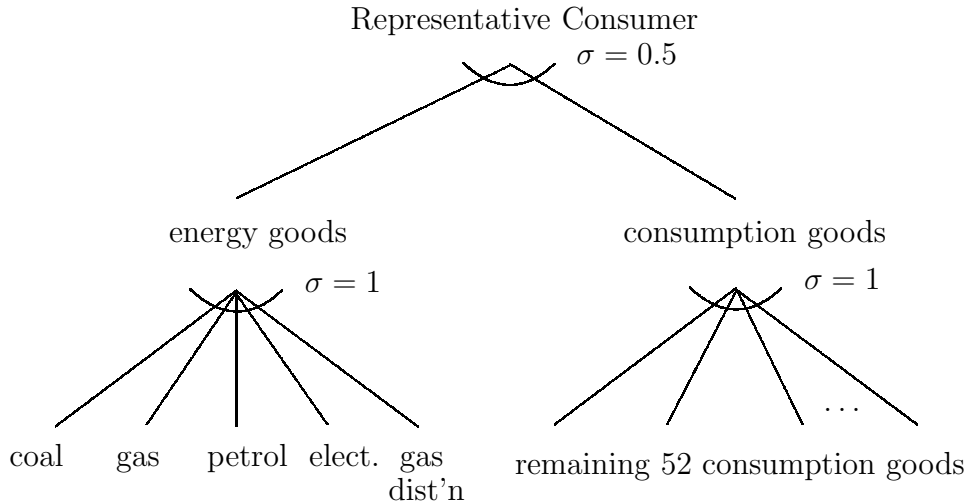 Representative Consumer
σ = 0.5
energy goods
consumption goods
σ = 1
σ = 1
...
coal gas petrol elect. gas dist'n
remaining 52 consumption goods